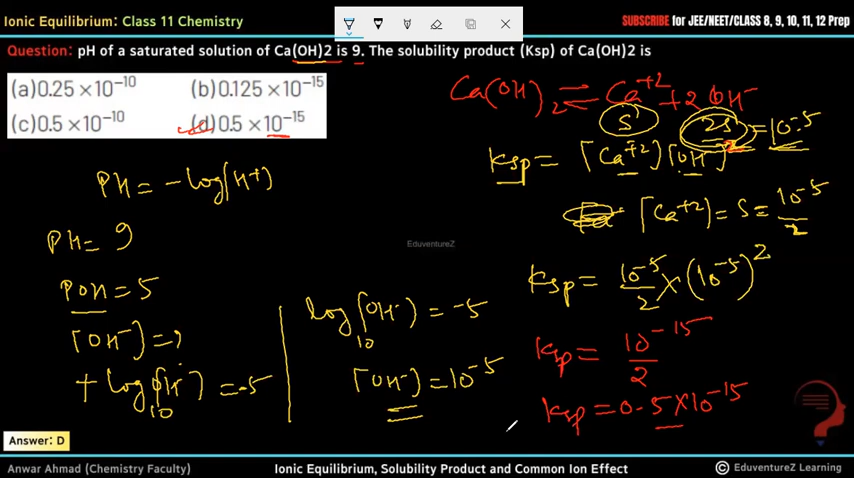 Ionic Equilibrium: Class 11 Chemistry
SUBSCRIBE for JEE/NEET/CLASS 8, 9, 10, 11, 12 Prep
Question: pH of a saturated solution of Ca(OH)2 is 9. The solubility product (Ksp) of Ca(OH)2 is
(a)0.25 ×10⁻¹⁰ (b)0.125 ×10⁻¹⁵
(c)0.5 ×10⁻¹⁰ (d)0.5 ×10⁻¹⁵
Ca(OH)₂ ⇌ Ca⁺² + 2OH⁻
S 2S = 10⁻⁵
Ksp = [Ca⁺²][OH⁻]²
[Ca⁺²] = S = 10⁻⁵/2
Ksp = 10⁻⁵/2 × (10⁻⁵)²
Ksp = 10⁻¹⁵/2
Ksp = 0.5 × 10⁻¹⁵
PH = -log(H+)
PH = 9
POH = 5
[OH⁻] = ?
+ log₁₀(OH⁻) = -5
log₁₀[OH⁻] = -5
[OH⁻] = 10⁻⁵
EduventureZ
Answer: D
Anwar Ahmad (Chemistry Faculty)
Ionic Equilibrium, Solubility Product and Common Ion Effect
© EduventureZ Learning